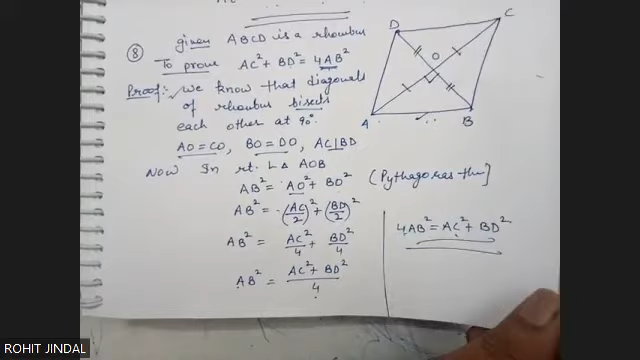 ⑧ given ABCD is a rhombus
To prove AC² + BD² = 4AB²
Proof:- we know that diagonals
of rhombus bisects
each other at 90°.
AO = CO, BO = DO, AC ⊥ BD
Now In rt. L △ AOB
AB² = AO² + BO² (Pythagoras thm)
AB² = (AC/2)² + (BD/2)²
AB² = AC²/4 + BD²/4
AB² = AC² + BD²/4
4AB² = AC² + BD²
D
C
O
A
B
ROHIT JINDAL